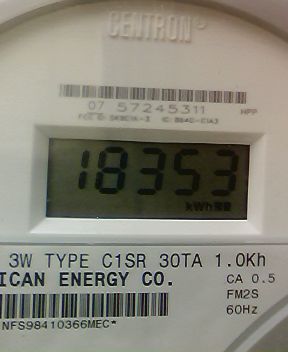 CENTRON
07 57245311 HPP
18353
kWh
3W TYPE C1SR 30TA 1.0Kh
ICAN ENERGY CO.
CA 0.5
FM2S
60Hz
NFS98410366MEC*